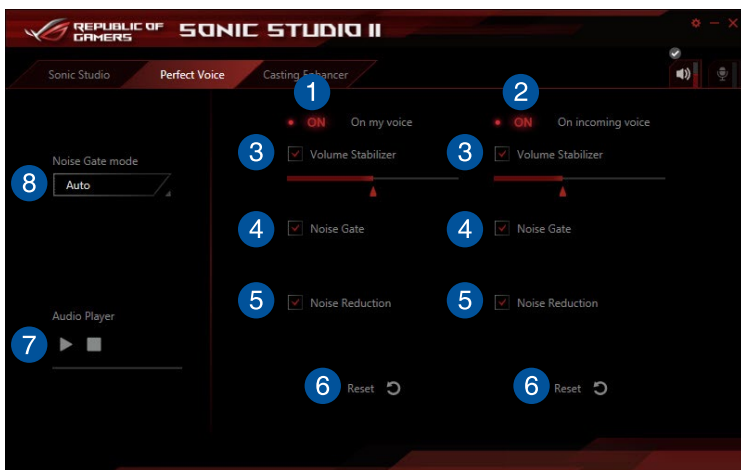 REPUBLIC OF
GAMERS
SONIC STUDIO II
Sonic Studio
Perfect Voice
Casting Enhancer
1
2
ON
On my voice
ON
On incoming voice
3
Volume Stabilizer
3
Volume Stabilizer
Noise Gate mode
8
Auto
4
Noise Gate
4
Noise Gate
5
Noise Reduction
5
Noise Reduction
Audio Player
7
6
Reset
6
Reset